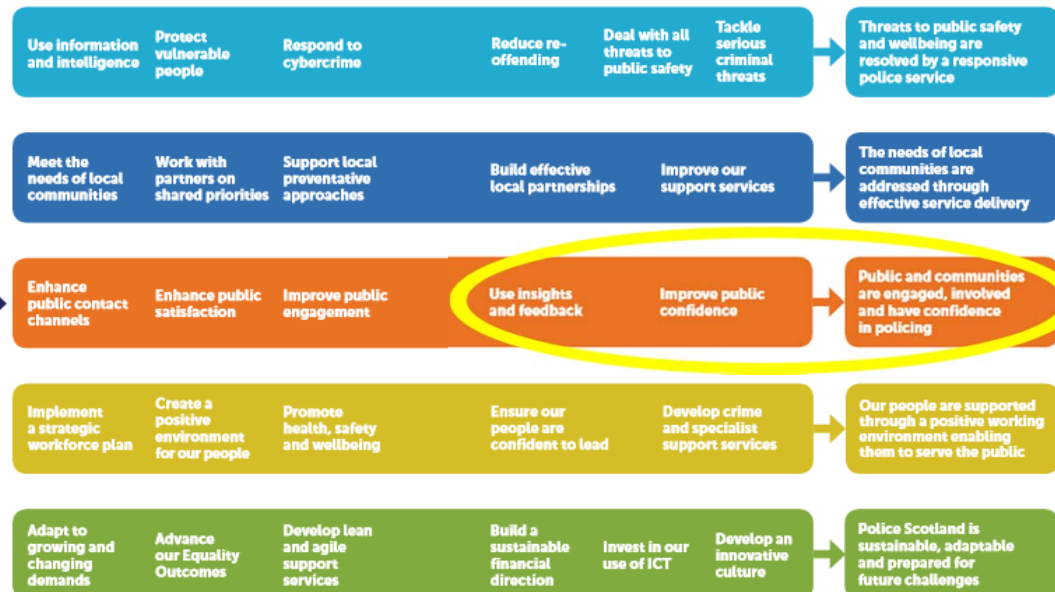 Use information
and intelligence
Protect
vulnerable
people
Respond to
cybercrime
Reduce re-
offending
Deal with all
threats to
public safety
Tackle
serious
criminal
threats
Threats to public safety
and wellbeing are
resolved by a responsive
police service
Meet the
needs of local
communities
Work with
partners on
shared priorities
Support local
preventative
approaches
Build effective
local partnerships
Improve our
support services
The needs of local
communities are
addressed through
effective service delivery
Enhance
public contact
channels
Enhance public
satisfaction
Improve public
engagement
Use insights
and feedback
Improve public
confidence
Public and communities
are engaged, involved
and have confidence
in policing
Implement
a strategic
workforce plan
Create a
positive
environment
for our people
Promote
health, safety
and wellbeing
Ensure our
people are
confident to lead
Develop crime
and specialist
support services
Our people are supported
through a positive working
environment enabling
them to serve the public
Adapt to
growing and
changing
demands
Advance
our Equality
Outcomes
Develop lean
and agile
support
services
Build a
sustainable
financial
direction
Invest in our
use of ICT
Develop an
innovative
culture
Police Scotland is
sustainable, adaptable
and prepared for
future challenges